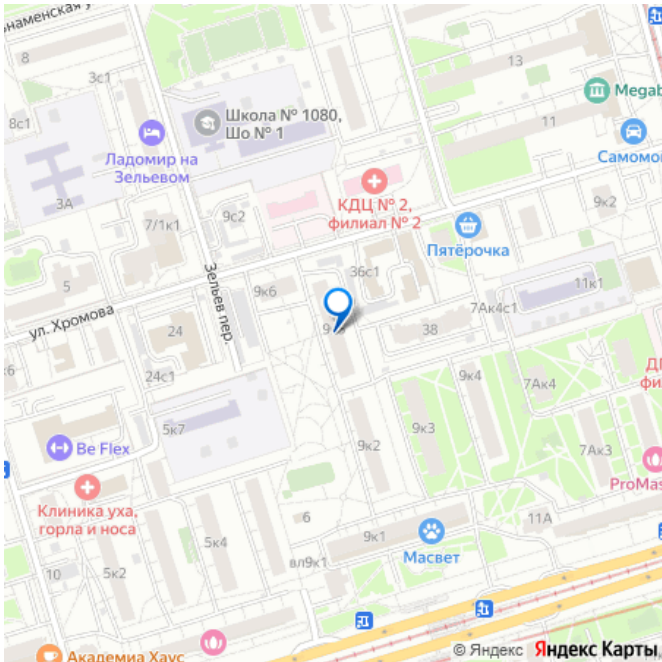 8
3с1
8с1
Школа № 1080,
Шо № 1
13
Megab
11
Самомо
Ладомир на
Зельевом
3А
7/1к1
9с2
КДЦ № 2,
филиал № 2
Пятёрочка
9к2
5
Зельев пер.
9к6
36с1
11к1
ул. Хромова
24
38
7Ак4с1
24с1
9к4
7Ак4
ДГ
фи
5к7
9к3
Be Flex
9к2
7Ак3
ProMas
Клиника уха,
горла и носа
6
11А
5к4
9к1
Масвет
10
5к2
вл9к1
Академиа Хаус
© Яндекс Яндекс Карты